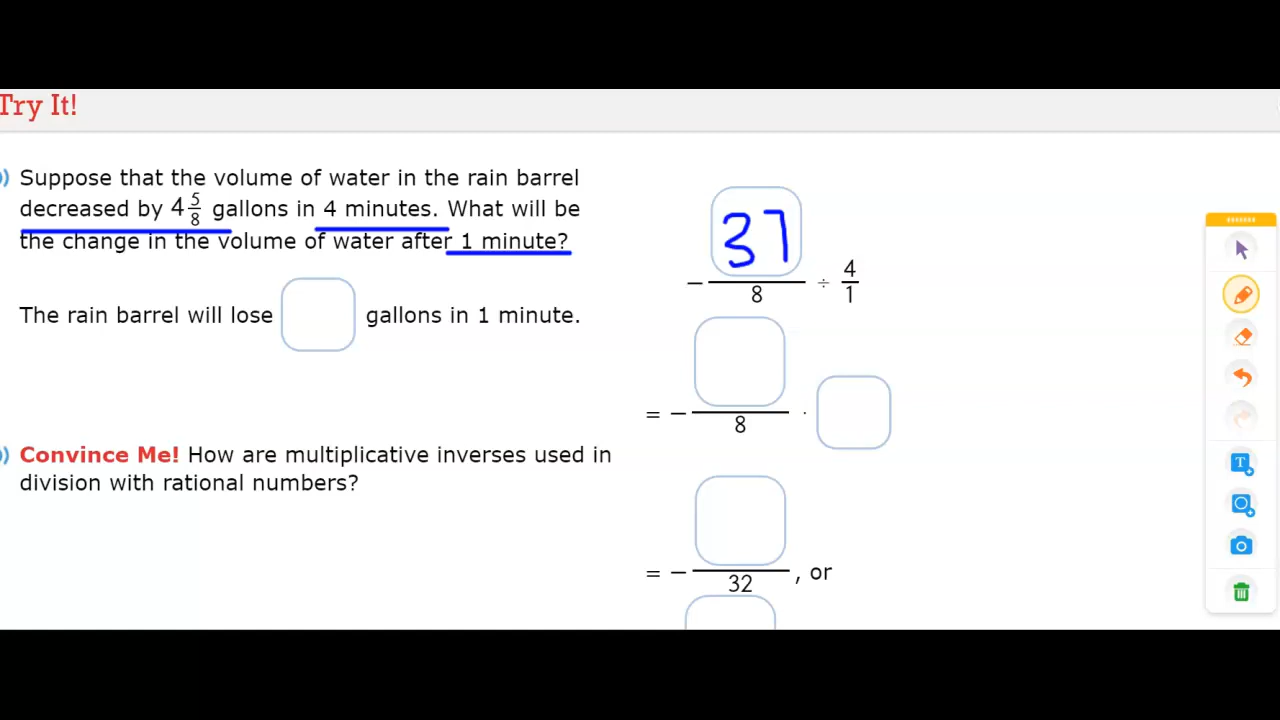 Try It!
Suppose that the volume of water in the rain barrel
decreased by 4 5/8 gallons in 4 minutes. What will be
the change in the volume of water after 1 minute?
The rain barrel will lose gallons in 1 minute.
Convince Me! How are multiplicative inverses used in
division with rational numbers?
− 37/8 ÷ 4/1
= − /8 ·
= − /32 , or
T